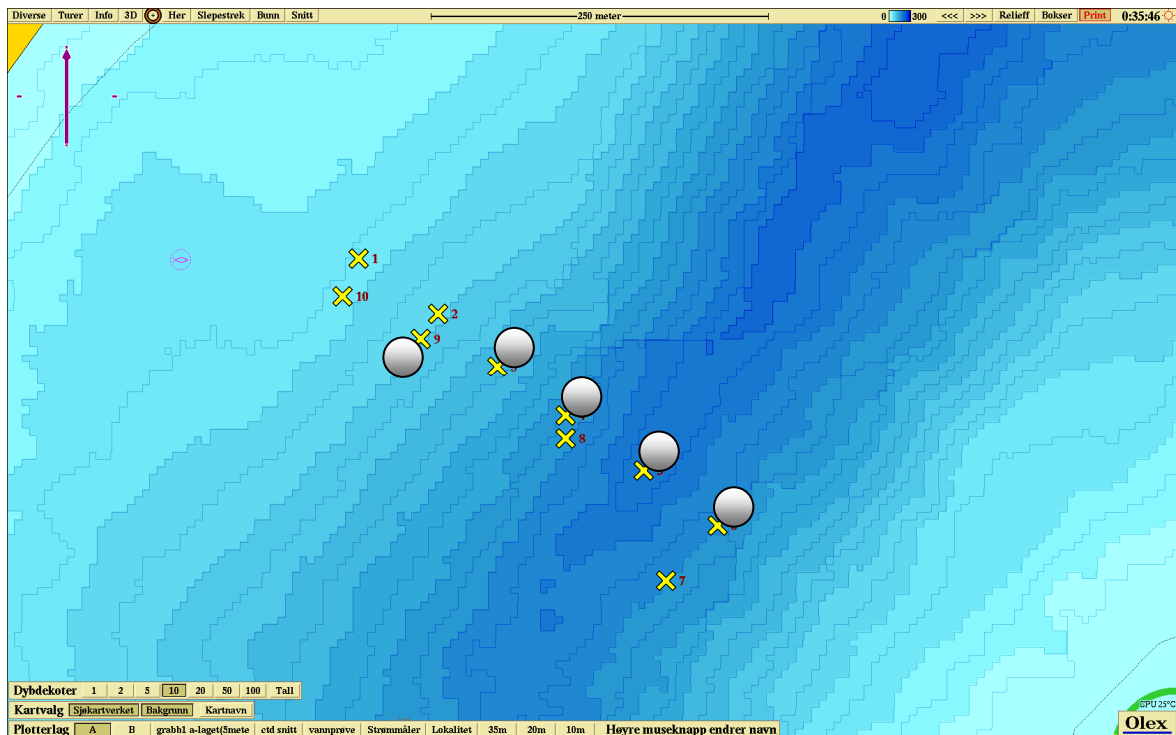 Diverse Turer Info 3D Her Slepestrek Bunn Snitt 250 meter 0 300 <<< >>> Relieff Bokser Print 0:35:46
1
10
2
9
8
7
Dybdekoter 1 2 5 10 20 50 100 Tall
Kartvalg Sjøkartverket Bakgrunn Kartnavn
CPU 25°C
Olex
Plotterlag A B grabb1 a-laget(5mete ctd snitt vannprøve Strømmåler Lokalitet 35m 20m 10m Høyre museknapp endrer navn